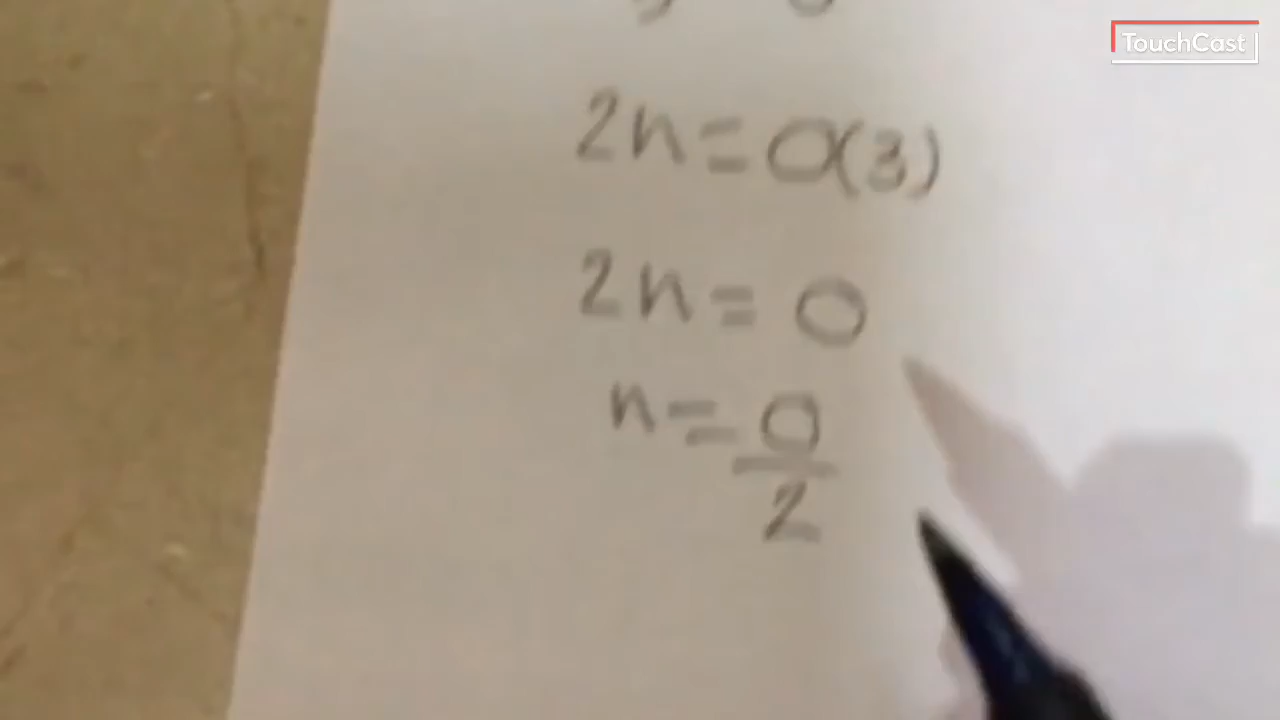 TouchCast
2n = 0(3)
2n = 0
n = 0
2